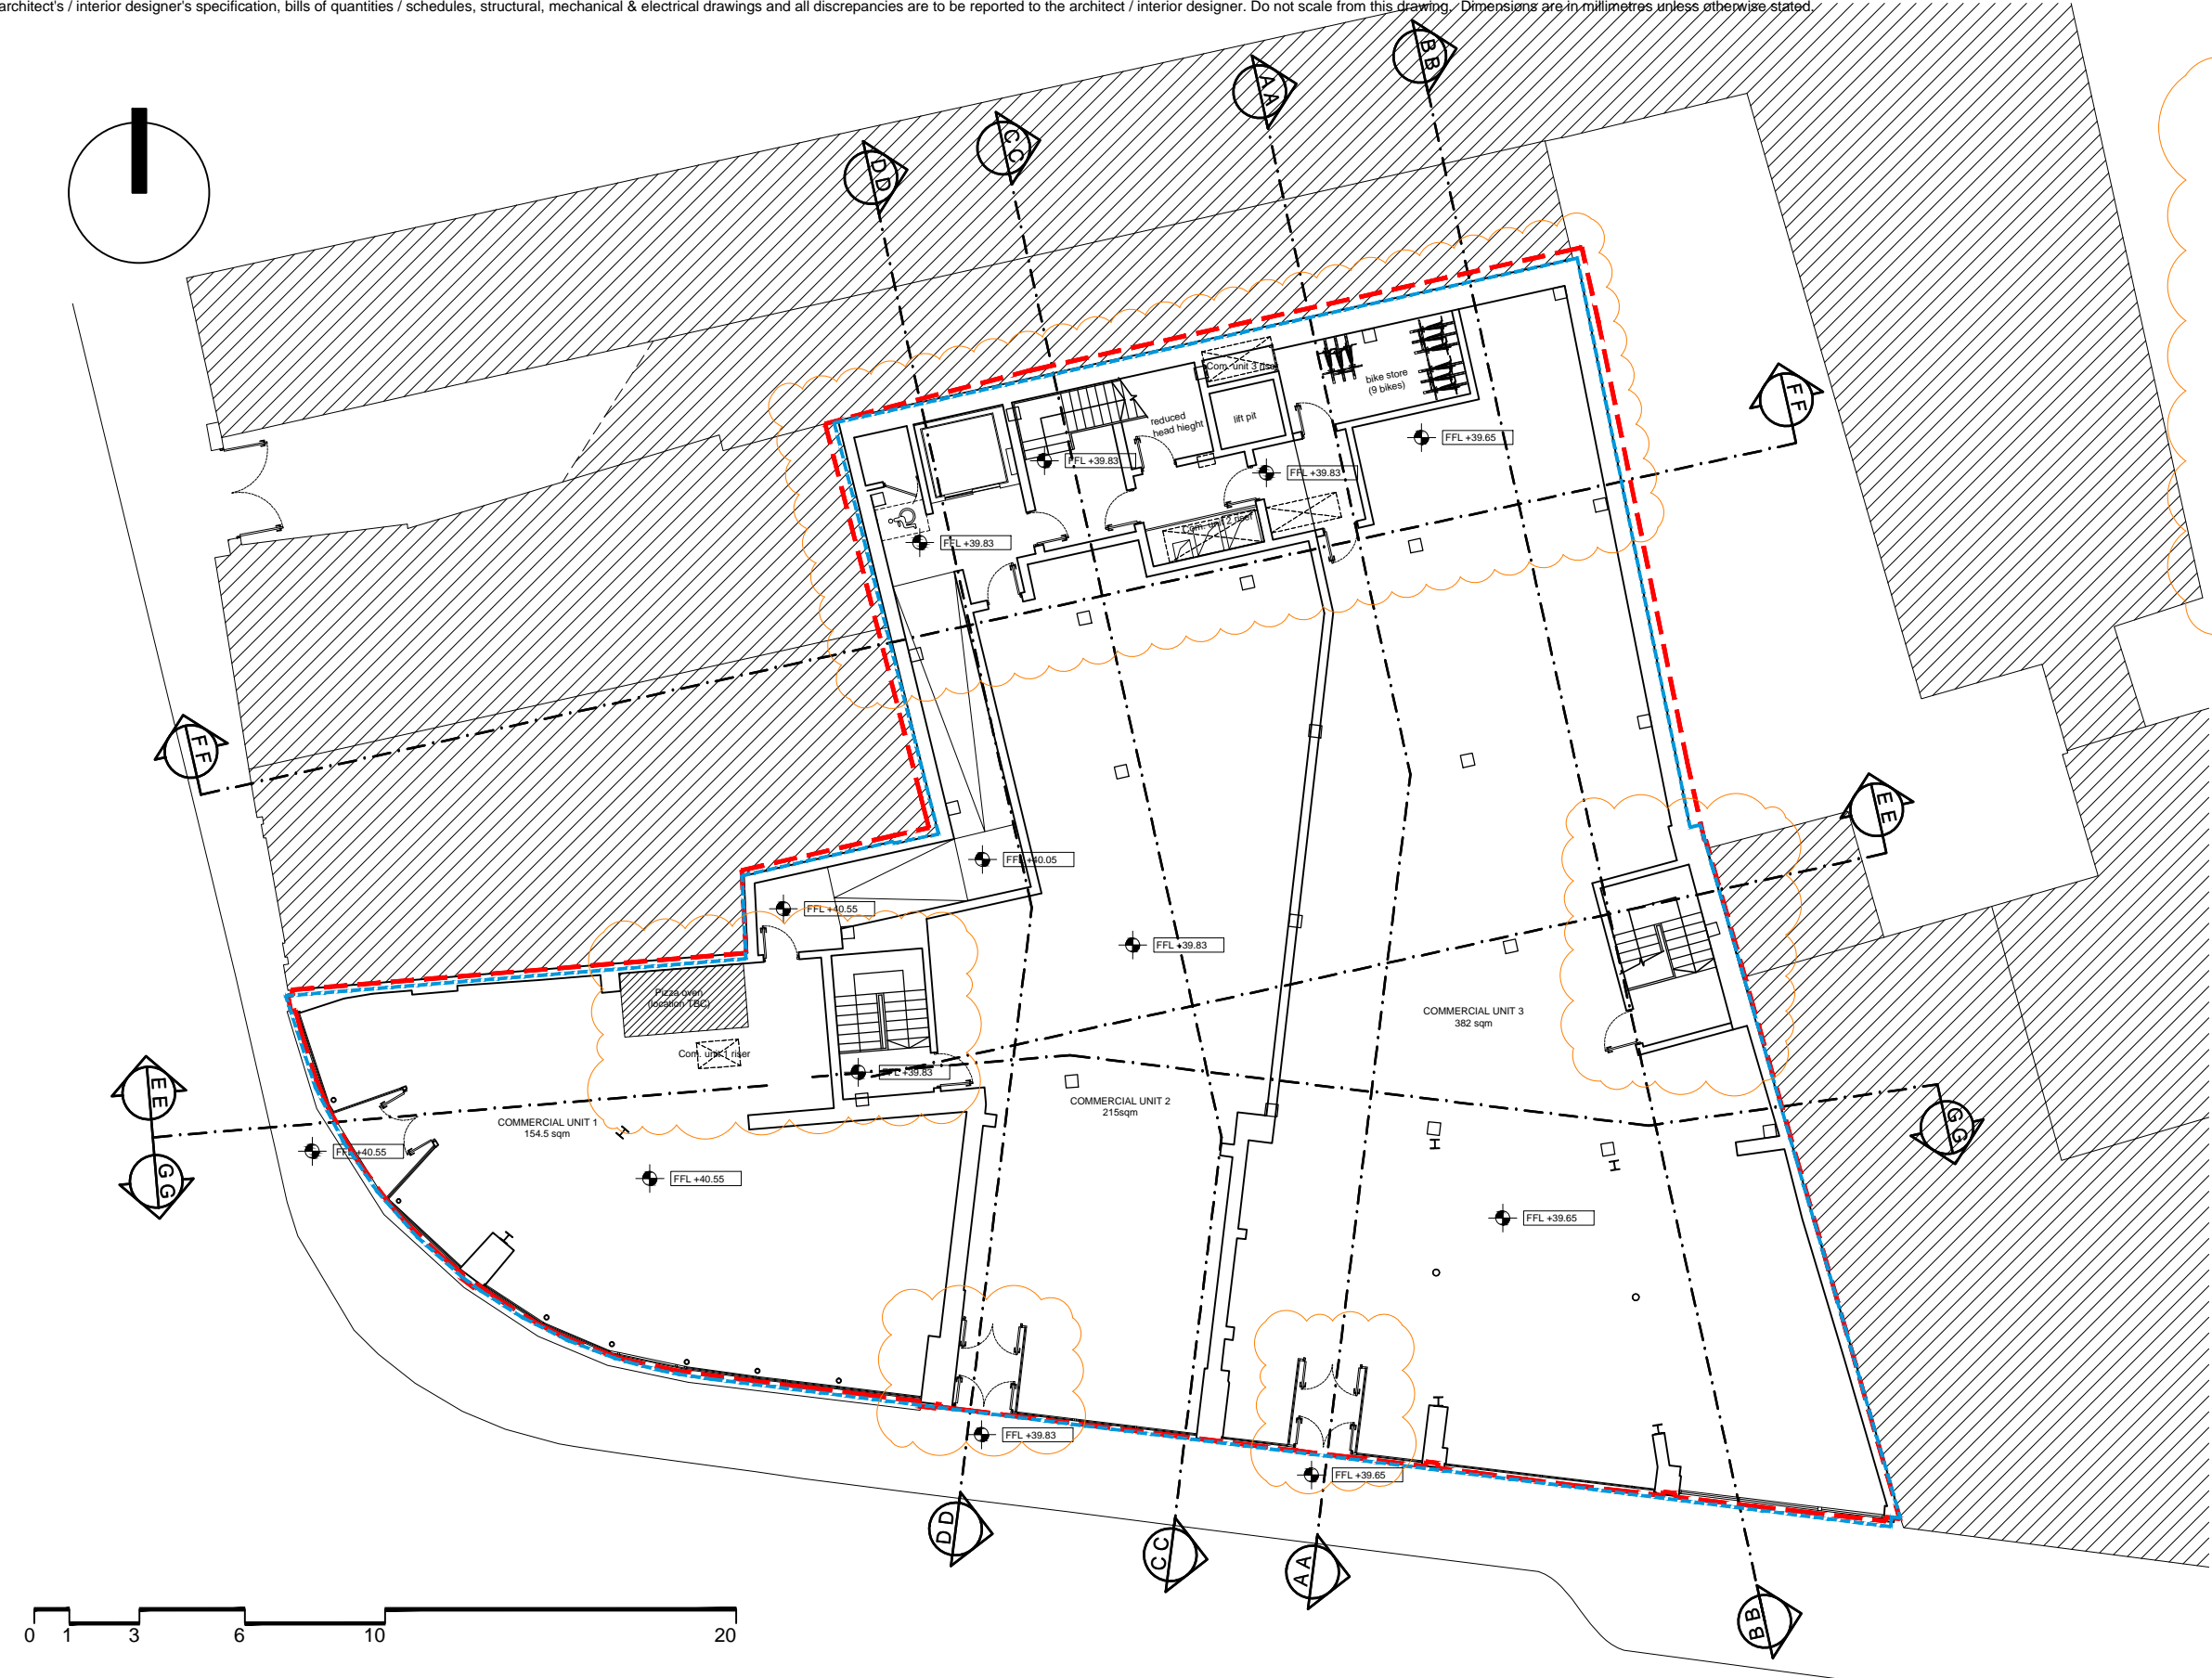 architect's / interior designer's specification, bills of quantities / schedules, structural, mechanical & electrical drawings and all discrepancies are to be reported to the architect / interior designer. Do not scale from this drawing. Dimensions are in millimetres unless otherwise stated.
BB
AA
CC
DD
Com. unit 3 riser
bike store
(9 bikes)
reduced
head hieght
lift pit
FF
FFL +39.65
FFL +39.83
FFL +39.83
Com. unit 2 riser
FFL +39.83
FF
EE
FFL +40.05
FFL +40.55
FFL +39.83
Pizza oven
(location TBC)
COMMERCIAL UNIT 3
382 sqm
Com. unit 1 riser
FFL +39.83
EE
COMMERCIAL UNIT 2
215sqm
COMMERCIAL UNIT 1
154.5 sqm
GG
FFL +40.55
GG
FFL +40.55
FFL +39.65
FFL +39.83
FFL +39.65
DD
CC
AA
BB
0 1 3 6 10 20